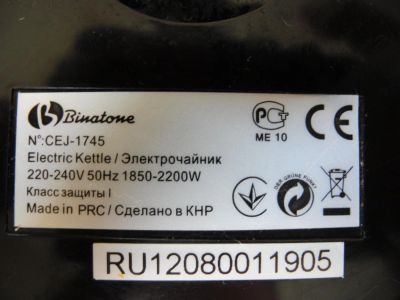 Binatone
N°:CEJ-1745
Electric Kettle / Электрочайник
220-240V 50Hz 1850-2200W
Класс защиты I
Made in PRC / Сделано в КНР
ME 10
CE
DER GRÜNE PUNKT
RU12080011905